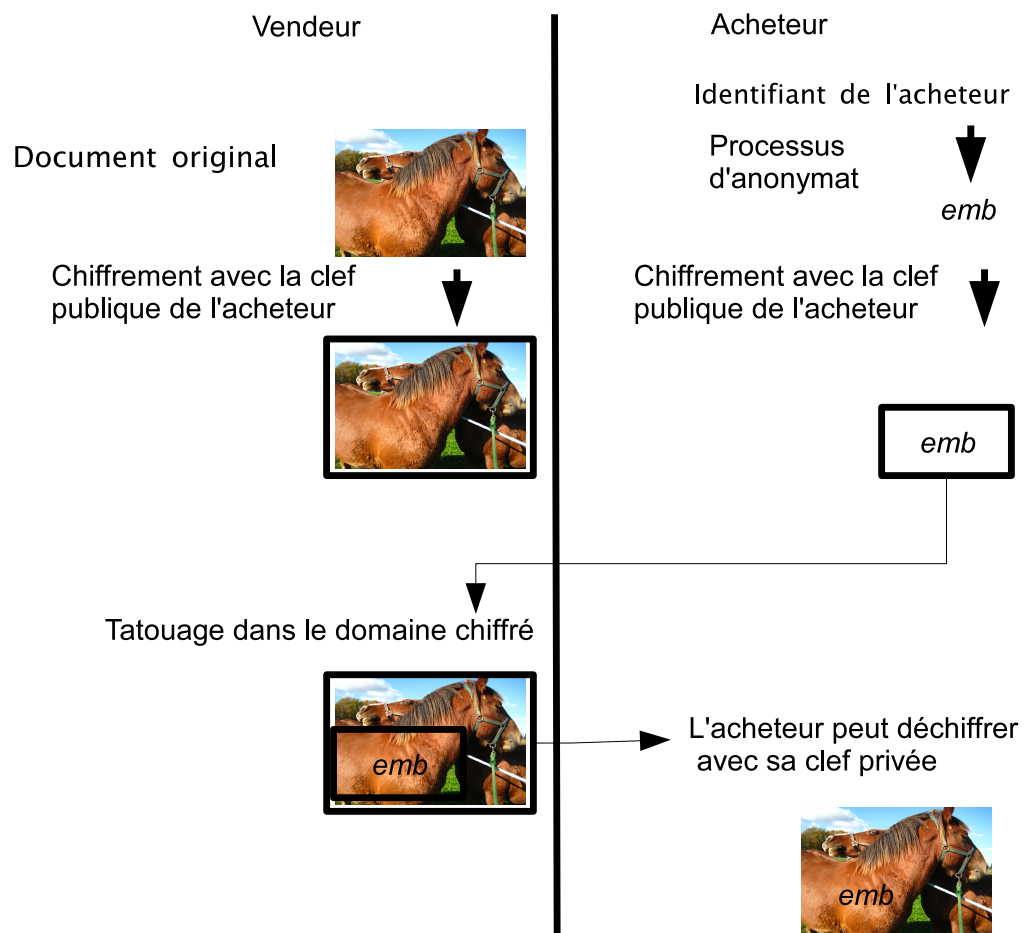 Vendeur
Acheteur
Identifiant de l'acheteur
Document original
Processus
d'anonymat
emb
Chiffrement avec la clef
publique de l'acheteur
Chiffrement avec la clef
publique de l'acheteur
emb
Tatouage dans le domaine chiffré
emb
L'acheteur peut déchiffrer
avec sa clef privée
emb